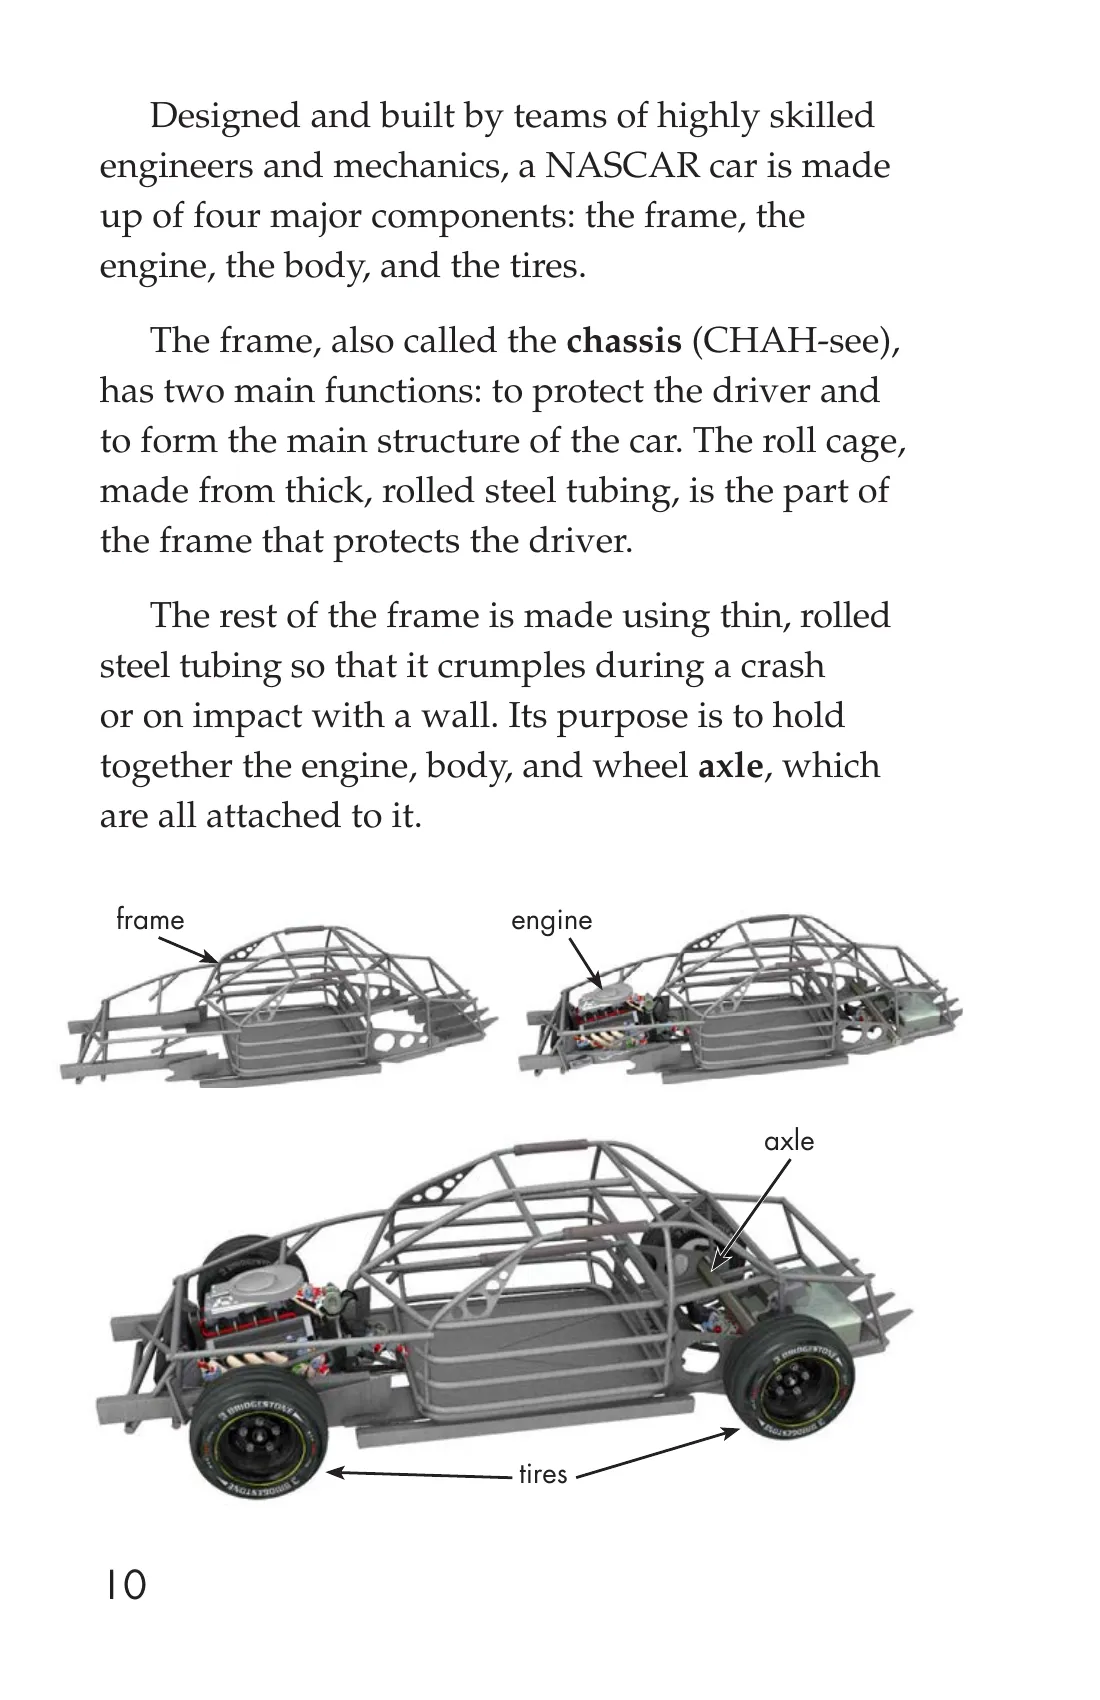 Designed and built by teams of highly skilled
engineers and mechanics, a NASCAR car is made
up of four major components: the frame, the
engine, the body, and the tires.
The frame, also called the chassis (CHAH-see),
has two main functions: to protect the driver and
to form the main structure of the car. The roll cage,
made from thick, rolled steel tubing, is the part of
the frame that protects the driver.
The rest of the frame is made using thin, rolled
steel tubing so that it crumples during a crash
or on impact with a wall. Its purpose is to hold
together the engine, body, and wheel axle, which
are all attached to it.
frame
engine
axle
BRIDGESTONE
BRIDGESTONE
BRIDGESTONE
BRIDGESTONE
tires
10